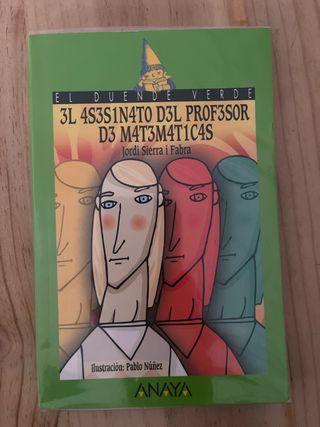 EL DUENDE VERDE
3L 4S3S1N4TO D3L PROF3SOR
D3 M4T3M4T1C4S
Jordi Sierra i Fabra
Ilustración: Pablo Núñez
ANAYA